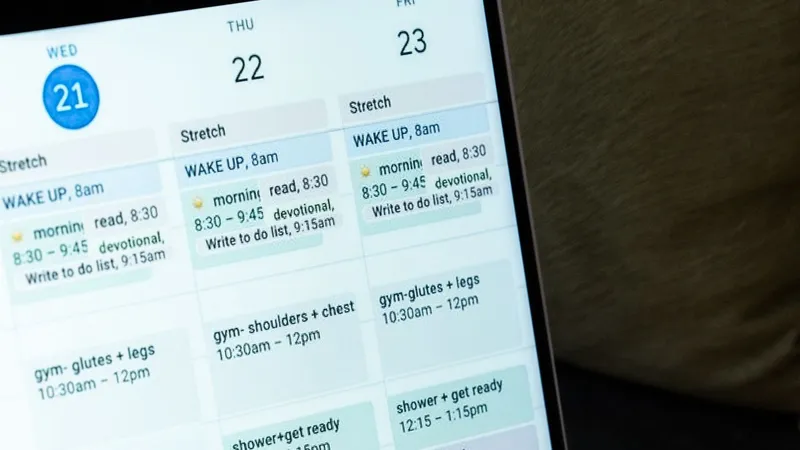 WED
21
Stretch
WAKE UP, 8am
mornin read, 8:30
8:30 – 9:45 devotional,
Write to do list, 9:15am
gym- glutes + legs
10:30am – 12pm
THU
22
Stretch
WAKE UP, 8am
mornin read, 8:30
8:30 – 9:45 devotional,
Write to do list, 9:15am
gym- shoulders + chest
10:30am – 12pm
shower+get ready
:15pm
FRI
23
Stretch
WAKE UP, 8am
mornin read, 8:30
8:30 – 9:45 devotional,
Write to do list, 9:15am
gym-glutes + legs
10:30am – 12pm
shower + get ready
12:15 – 1:15pm